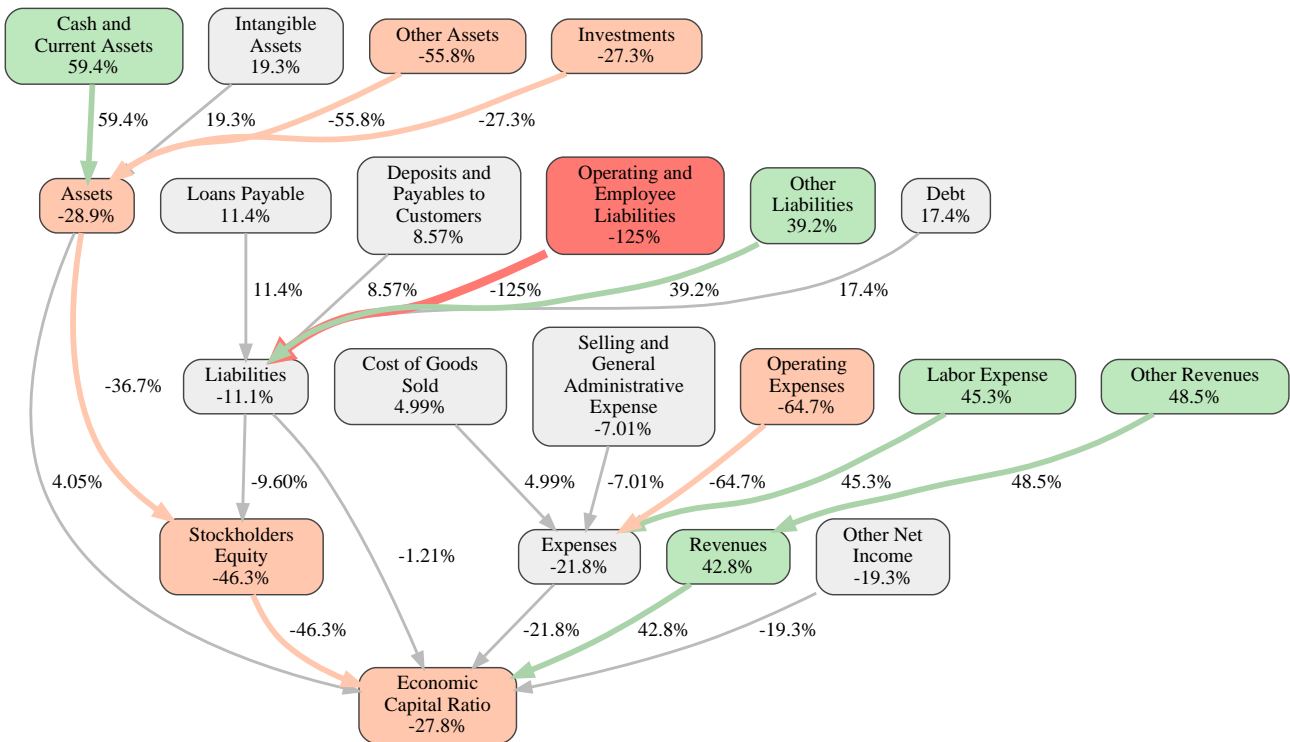 Cash and
Current Assets
59.4%
Intangible
Assets
19.3%
Other Assets
-55.8%
Investments
-27.3%
59.4%
19.3%
-55.8%
-27.3%
Assets
-28.9%
Loans Payable
11.4%
Deposits and
Payables to
Customers
8.57%
Operating and
Employee
Liabilities
-125%
Other
Liabilities
39.2%
Debt
17.4%
11.4%
8.57%
-125%
39.2%
17.4%
-36.7%
Liabilities
-11.1%
Cost of Goods
Sold
4.99%
Selling and
General
Administrative
Expense
-7.01%
Operating
Expenses
-64.7%
Labor Expense
45.3%
Other Revenues
48.5%
4.05%
-9.60%
4.99%
-7.01%
-64.7%
45.3%
48.5%
Stockholders
Equity
-46.3%
-1.21%
Expenses
-21.8%
Revenues
42.8%
Other Net
Income
-19.3%
-46.3%
-21.8%
42.8%
-19.3%
Economic
Capital Ratio
-27.8%